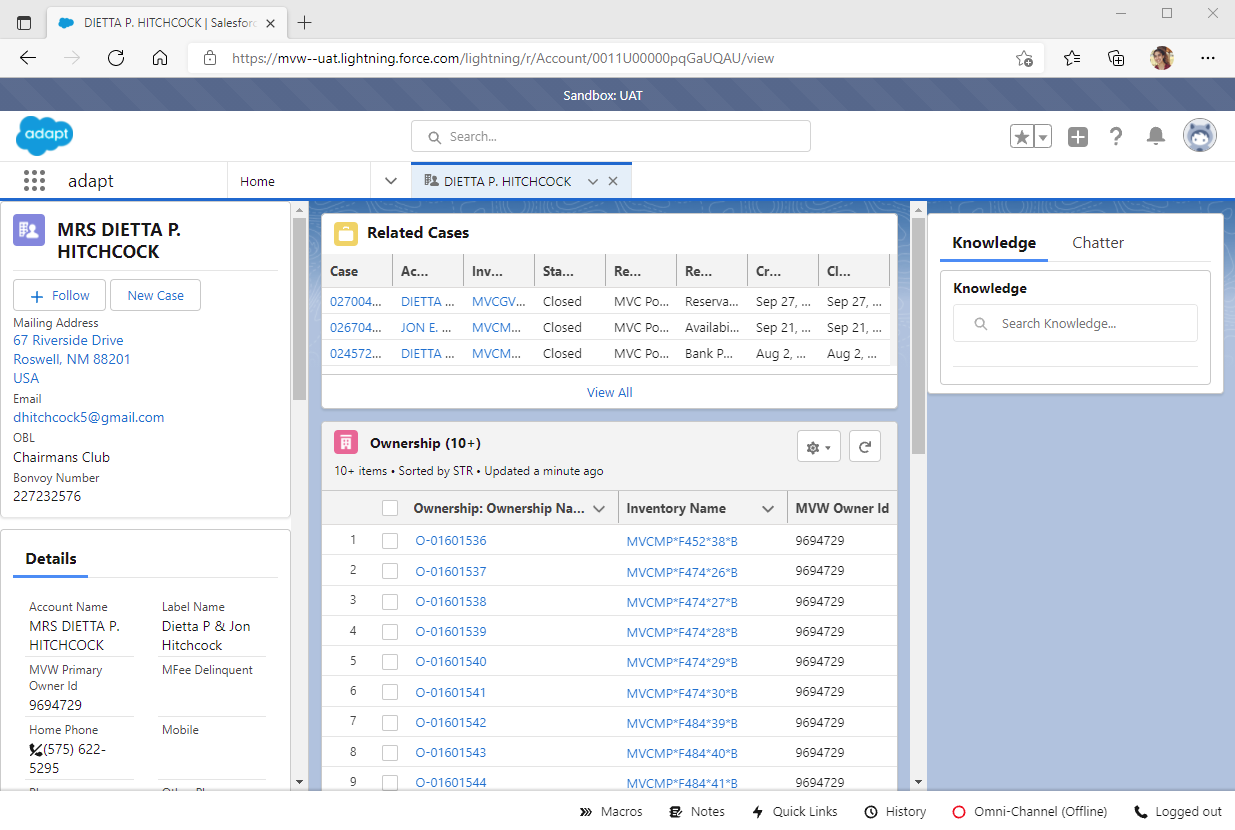 DIETTA P. HITCHCOCK | Salesforc
https://mvw--uat.lightning.force.com/lightning/r/Account/0011U00000pqGaUQAU/view
Sandbox: UAT
adapt
Search...
adapt
Home
DIETTA P. HITCHCOCK
MRS DIETTA P.
HITCHCOCK
Follow
New Case
Mailing Address
67 Riverside Drive
Roswell, NM 88201
USA
Email
dhitchcock5@gmail.com
OBL
Chairmans Club
Bonvoy Number
227232576
Details
Account Name
MRS DIETTA P.
HITCHCOCK
Label Name
Dietta P & Jon
Hitchcock
MVW Primary
Owner Id
9694729
MFee Delinquent
Home Phone
(575) 622-
5295
Mobile
Related Cases
Case Ac... Inv... Sta... Re... Re... Cr... Cl...
027004... DIETTA ... MVCGV... Closed MVC Po... Reserva... Sep 27, ... Sep 27, ...
026704... JON E. ... MVCM... Closed MVC Po... Availabi... Sep 21, ... Sep 21, ...
024572... DIETTA ... MVCM... Closed MVC Po... Bank P... Aug 2, ... Aug 2, ...
View All
Ownership (10+)
10+ items • Sorted by STR • Updated a minute ago
Ownership: Ownership Na... Inventory Name MVW Owner Id
1 O-01601536 MVCMP*F452*38*B 9694729
2 O-01601537 MVCMP*F474*26*B 9694729
3 O-01601538 MVCMP*F474*27*B 9694729
4 O-01601539 MVCMP*F474*28*B 9694729
5 O-01601540 MVCMP*F474*29*B 9694729
6 O-01601541 MVCMP*F474*30*B 9694729
7 O-01601542 MVCMP*F484*39*B 9694729
8 O-01601543 MVCMP*F484*40*B 9694729
9 O-01601544 MVCMP*F484*41*B 9694729
Knowledge
Chatter
Knowledge
Search Knowledge...
Macros
Notes
Quick Links
History
Omni-Channel (Offline)
Logged out